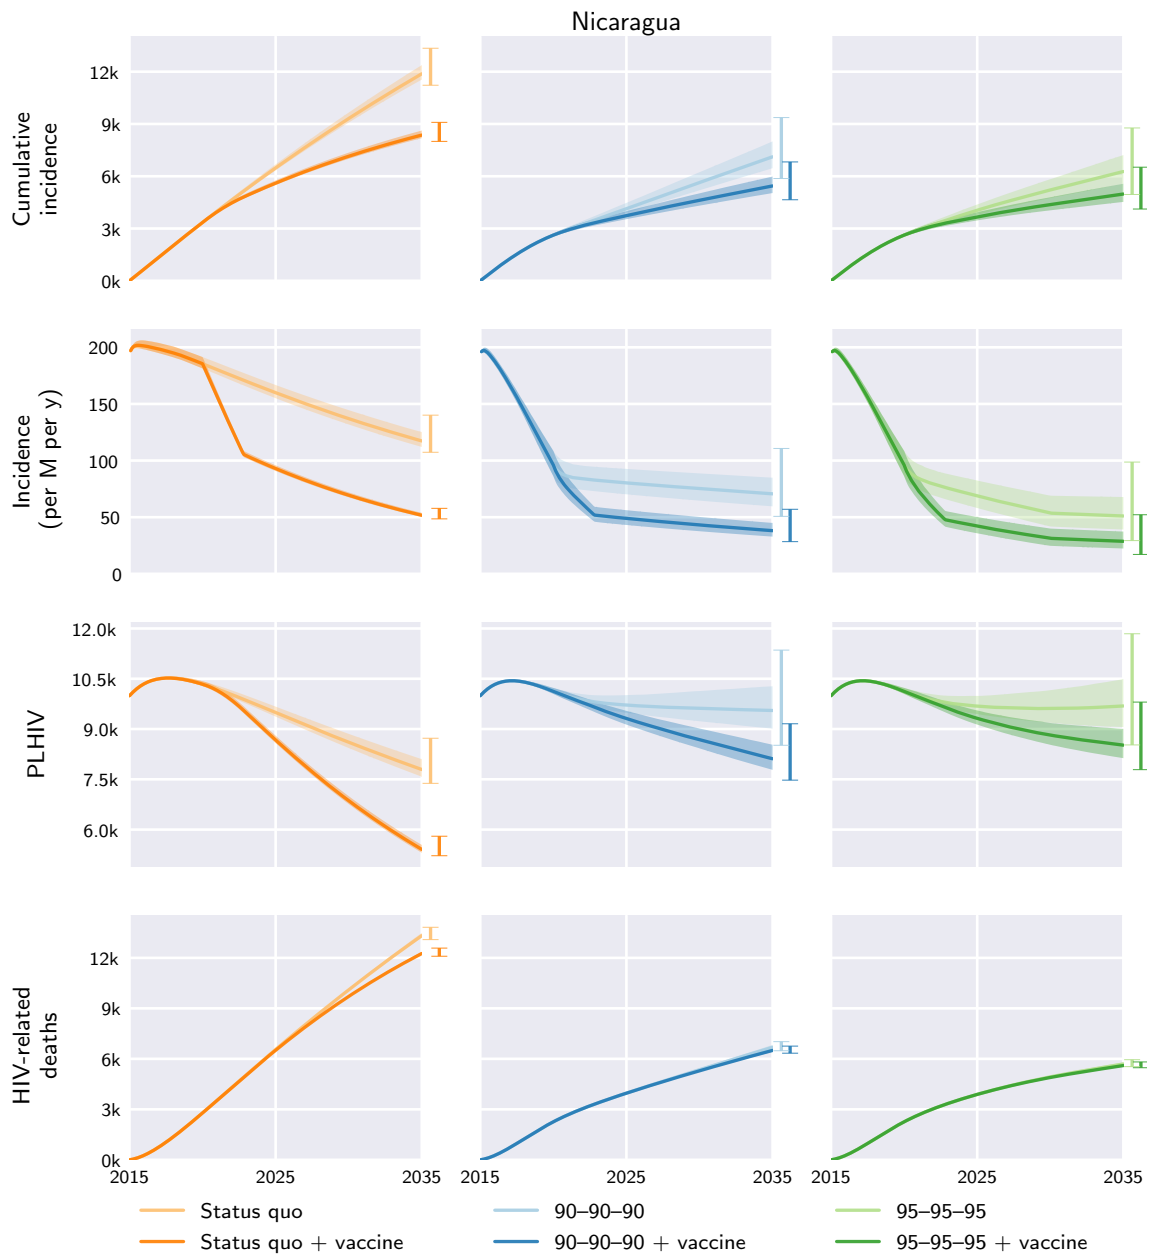 Nicaragua
Cumulative
incidence
12k
9k
6k
3k
0k
Incidence
(per M per y)
200
150
100
50
0
PLHIV
12.0k
10.5k
9.0k
7.5k
6.0k
HIV-related
deaths
12k
9k
6k
3k
0k
2015 2025 2035 2015 2025 2035 2015 2025 2035
Status quo 90–90–90 95–95–95
Status quo + vaccine 90–90–90 + vaccine 95–95–95 + vaccine